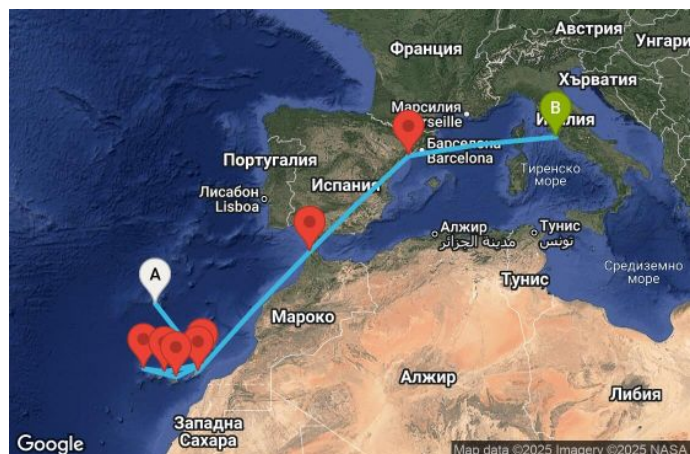 Австрия
Франция
Унгари
Хърватия
Марсилия
Marseille
B
Италия
Португалия
Барселона
Barcelona
Тиренско
море
Испания
Лисабон
Lisboa
Алжир
مدينة الجزائر
Тунис
تونس
A
Средиземно
море
Тунис
Мароко
Алжир
Либия
Западна
Сахара
Google
Map data ©2025 Imagery ©2025 NASA